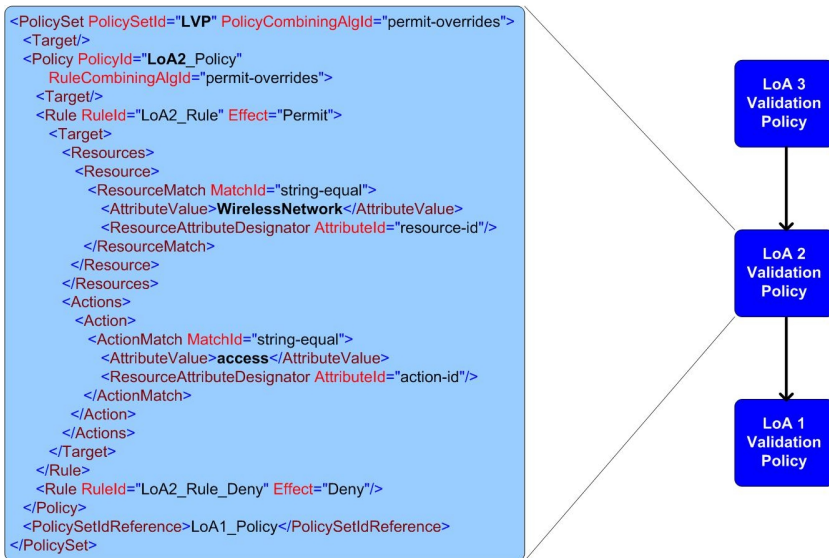 <PolicySet PolicySetId="LVP" PolicyCombiningAlgId="permit-overrides">
<Target/>
<Policy PolicyId="LoA2_Policy"
RuleCombiningAlgId="permit-overrides">
<Target/>
<Rule RuleId="LoA2_Rule" Effect="Permit">
<Target>
<Resources>
<Resource>
<ResourceMatch MatchId="string-equal">
<AttributeValue>WirelessNetwork</AttributeValue>
<ResourceAttributeDesignator AttributeId="resource-id"/>
</ResourceMatch>
</Resource>
</Resources>
<Actions>
<Action>
<ActionMatch MatchId="string-equal">
<AttributeValue>access</AttributeValue>
<ResourceAttributeDesignator AttributeId="action-id"/>
</ActionMatch>
</Action>
</Actions>
</Target>
</Rule>
<Rule RuleId="LoA2_Rule_Deny" Effect="Deny"/>
</Policy>
<PolicySetIdReference>LoA1_Policy</PolicySetIdReference>
</PolicySet>
LoA 3
Validation
Policy
LoA 2
Validation
Policy
LoA 1
Validation
Policy